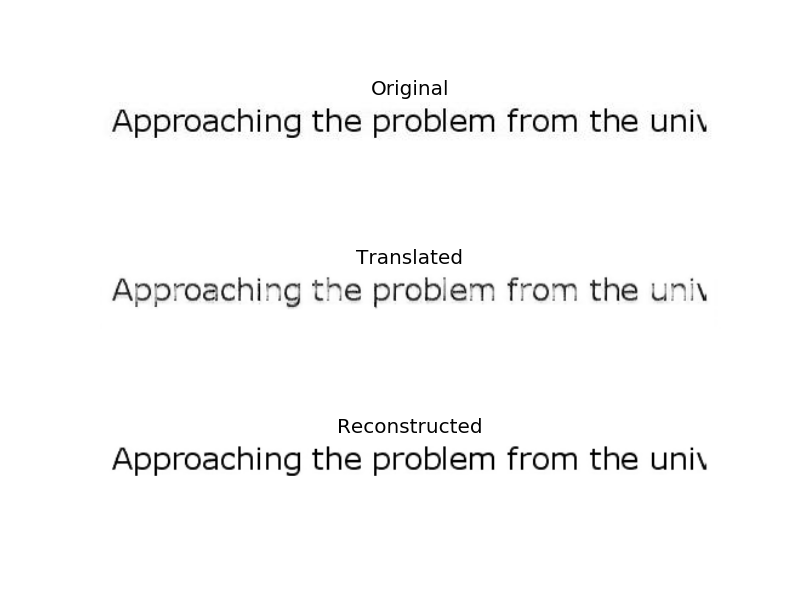 Original
Approaching the problem from the univ
Translated
Approaching the problem from the univ
Reconstructed
Approaching the problem from the univ